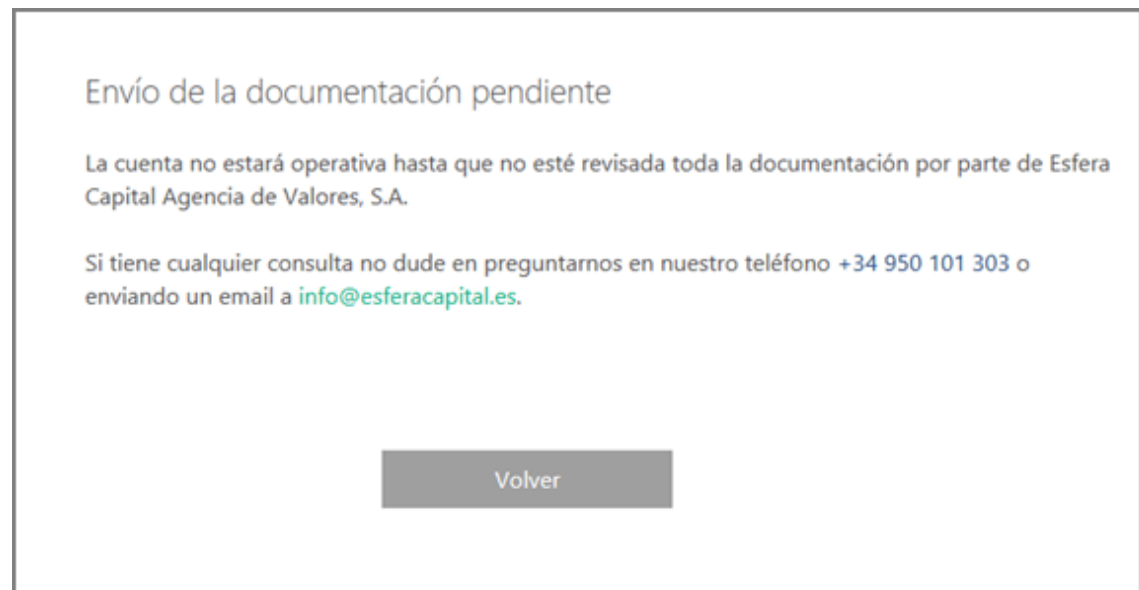 Envío de la documentación pendiente
La cuenta no estará operativa hasta que no esté revisada toda la documentación por parte de Esfera
Capital Agencia de Valores, S.A.
Si tiene cualquier consulta no dude en preguntarnos en nuestro teléfono +34 950 101 303 o
enviando un email a info@esferacapital.es.
Volver